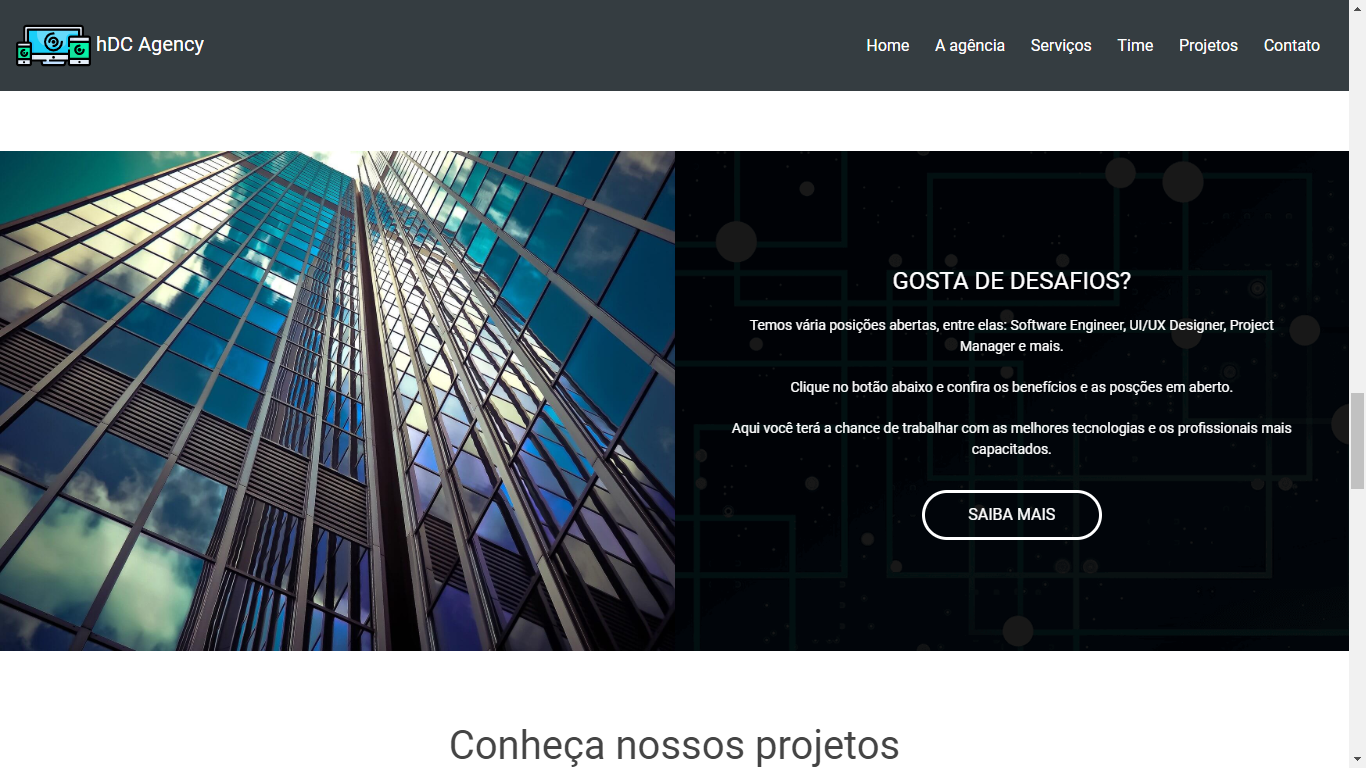 hDC Agency
Home
A agência
Serviços
Time
Projetos
Contato
GOSTA DE DESAFIOS?
Temos vária posições abertas, entre elas: Software Engineer, UI/UX Designer, Project
Manager e mais.
Clique no botão abaixo e confira os benefícios e as posções em aberto.
Aqui você terá a chance de trabalhar com as melhores tecnologias e os profissionais mais
capacitados.
SAIBA MAIS
Conheça nossos projetos